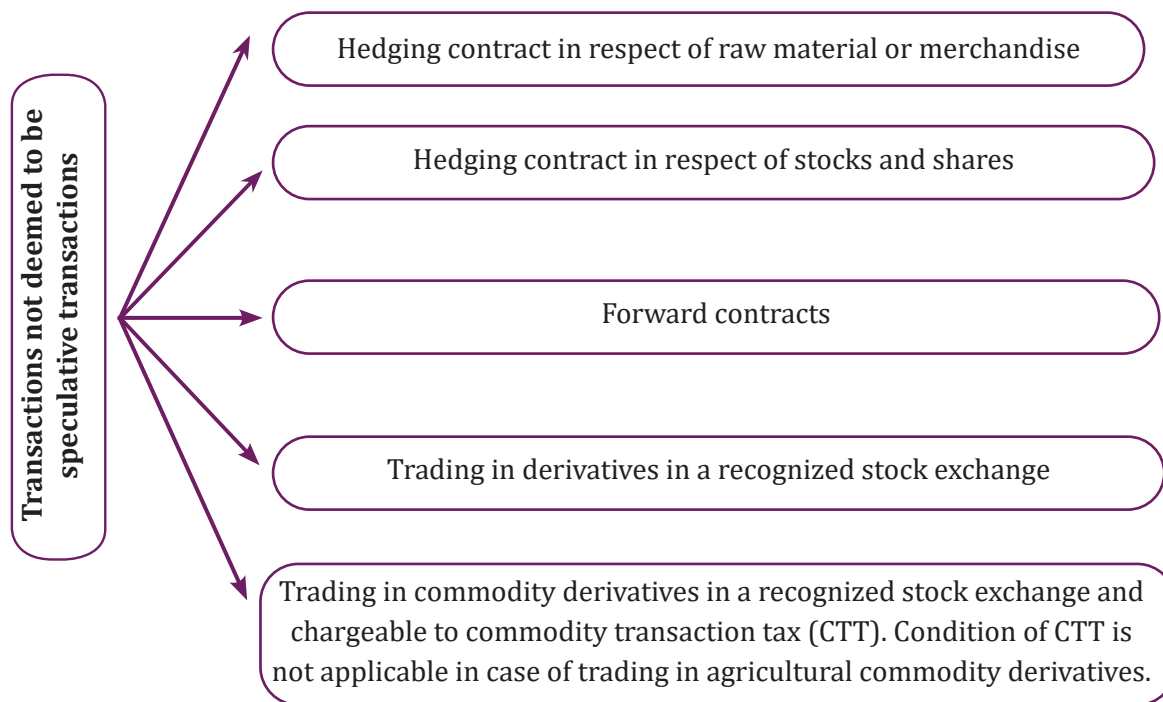 Transactions not deemed to be
speculative transactions
Hedging contract in respect of raw material or merchandise
Hedging contract in respect of stocks and shares
Forward contracts
Trading in derivatives in a recognized stock exchange
Trading in commodity derivatives in a recognized stock exchange and
chargeable to commodity transaction tax (CTT). Condition of CTT is
not applicable in case of trading in agricultural commodity derivatives.